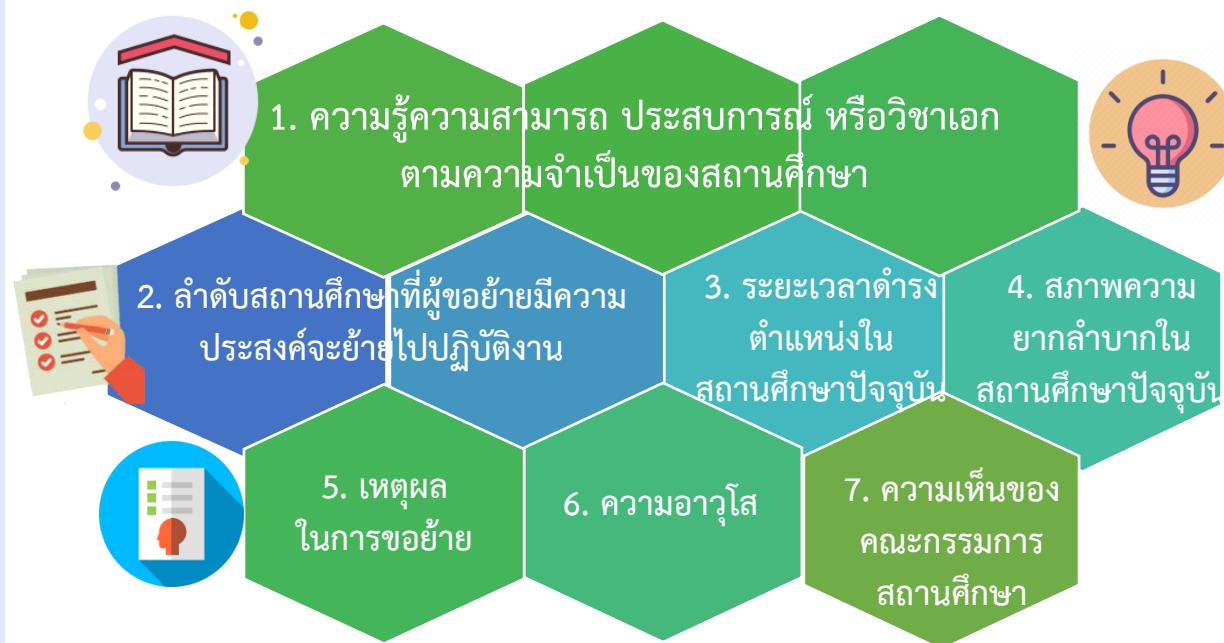 1. ความรู้ความสามารถ ประสบการณ์ หรือวิชาเอก
ตามความจำเป็นของสถานศึกษา
2. ลำดับสถานศึกษาที่ผู้ขอย้ายมีความ
ประสงค์จะย้ายไปปฏิบัติงาน
3. ระยะเวลาดำรง
ตำแหน่งใน
สถานศึกษาปัจจุบัน
4. สภาพความ
ยากลำบากใน
สถานศึกษาปัจจุบัน
5. เหตุผล
ในการขอย้าย
6. ความอาวุโส
7. ความเห็นของ
คณะกรรมการ
สถานศึกษา